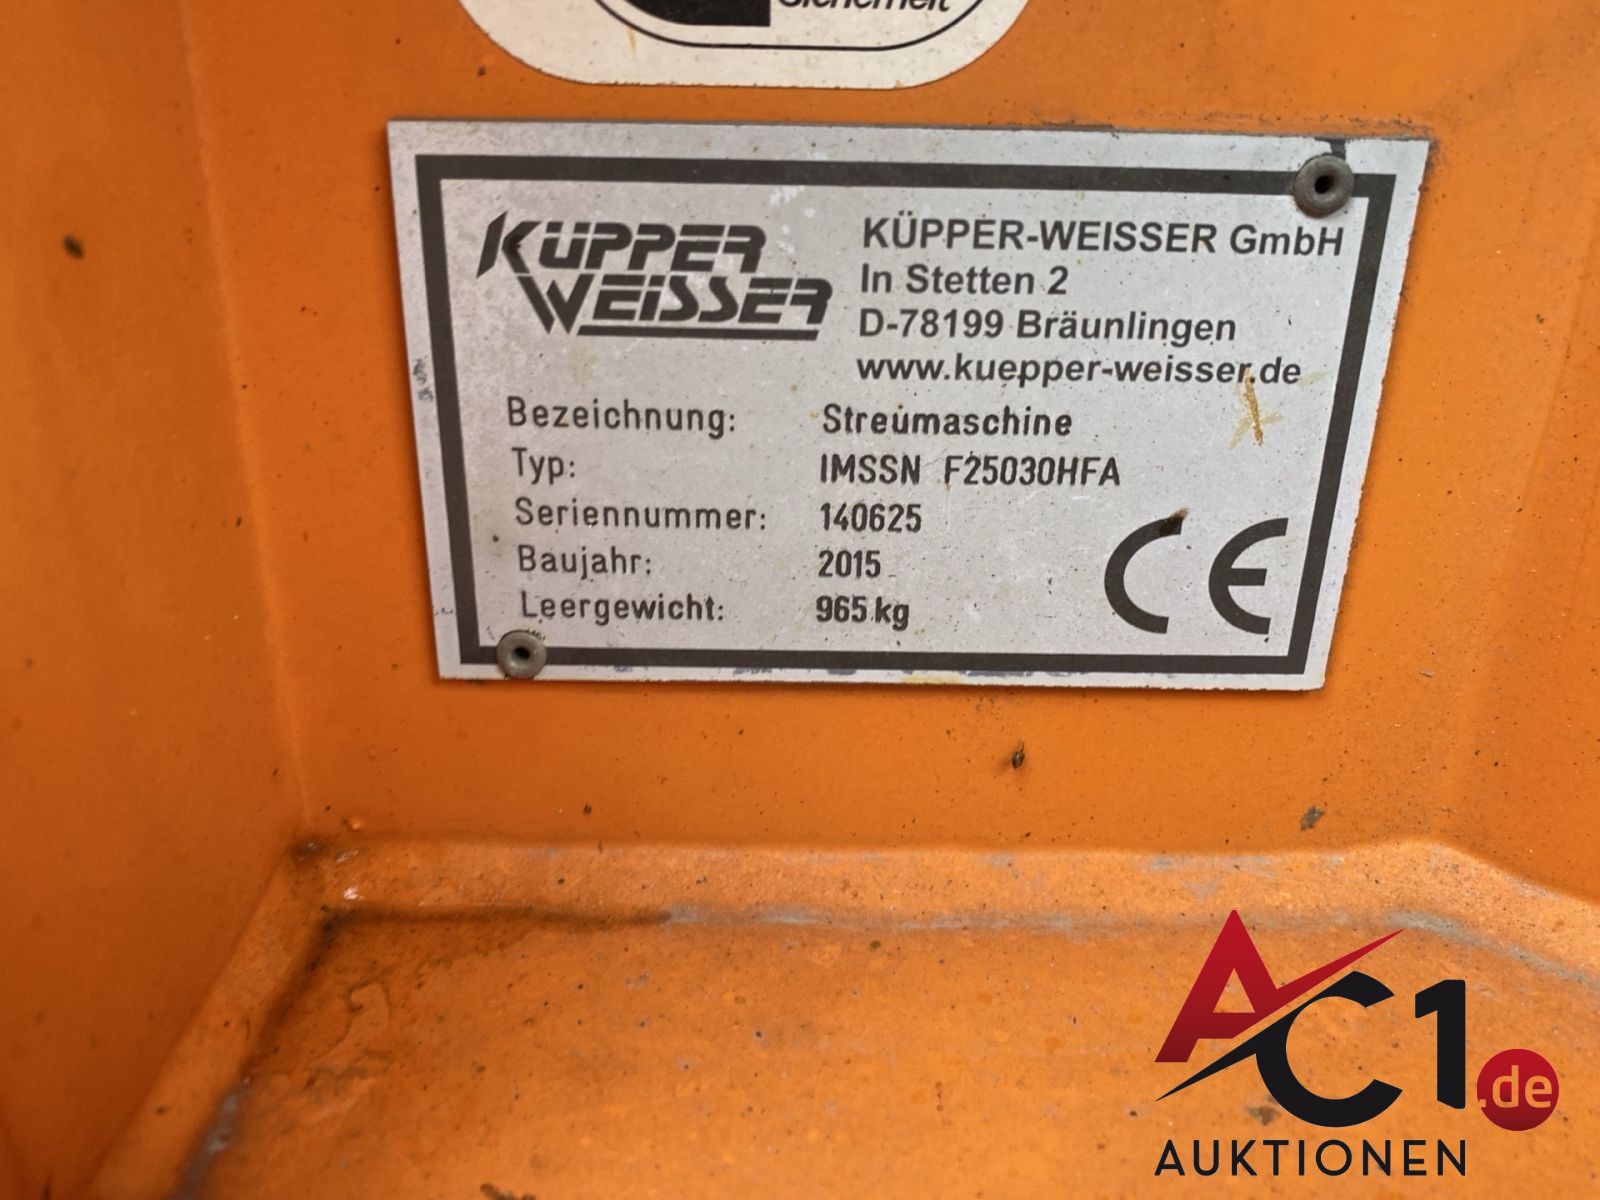 Sicherheit
KÜPPER
WEISSER
KÜPPER-WEISSER GmbH
In Stetten 2
D-78199 Bräunlingen
www.kuepper-weisser.de
Bezeichnung: Streumaschine
Typ: IMSSN F25030HFA
Seriennummer: 140625
Baujahr: 2015
Leergewicht: 965 kg
CE
AC1.de
AUKTIONEN